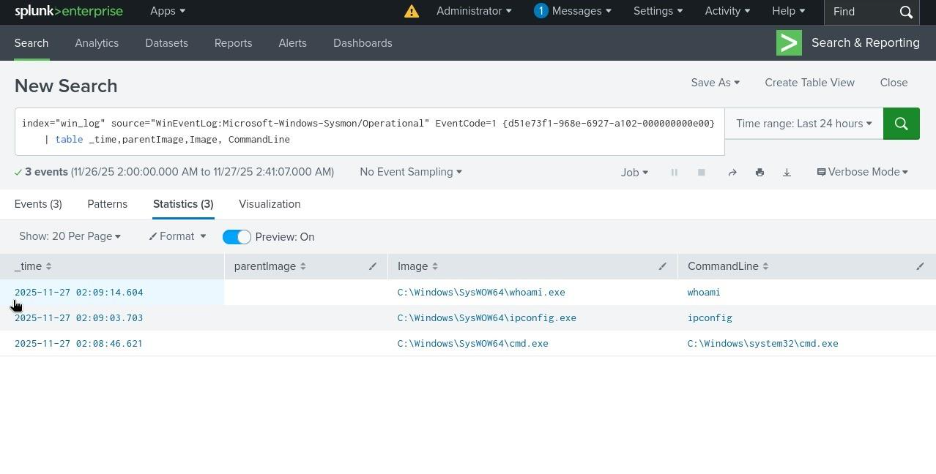 splunk>enterprise Apps Administrator 1 Messages Settings Activity Help Find
Search Analytics Datasets Reports Alerts Dashboards > Search & Reporting
New Search Save As Create Table View Close
index="win_log" source="WinEventLog:Microsoft-Windows-Sysmon/Operational" EventCode=1 {d51e73f1-968e-6927-a102-000000000e00} Time range: Last 24 hours
| table _time,parentImage,Image, CommandLine
✓ 3 events (11/26/25 2:00:00.000 AM to 11/27/25 2:41:07.000 AM) No Event Sampling Job Verbose Mode
Events (3) Patterns Statistics (3) Visualization
Show: 20 Per Page Format Preview: On
_time parentImage Image CommandLine
2025-11-27 02:09:14.604 C:\Windows\SysWOW64\whoami.exe whoami
2025-11-27 02:09:03.703 C:\Windows\SysWOW64\ipconfig.exe ipconfig
2025-11-27 02:08:46.621 C:\Windows\SysWOW64\cmd.exe C:\Windows\system32\cmd.exe